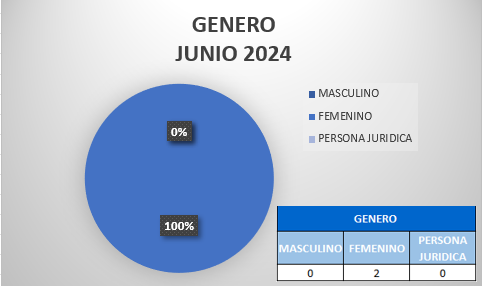 GENERO
JUNIO 2024
MASCULINO
FEMENINO
PERSONA JURIDICA
0%
100%
GENERO
MASCULINO FEMENINO PERSONA JURIDICA
0 2 0